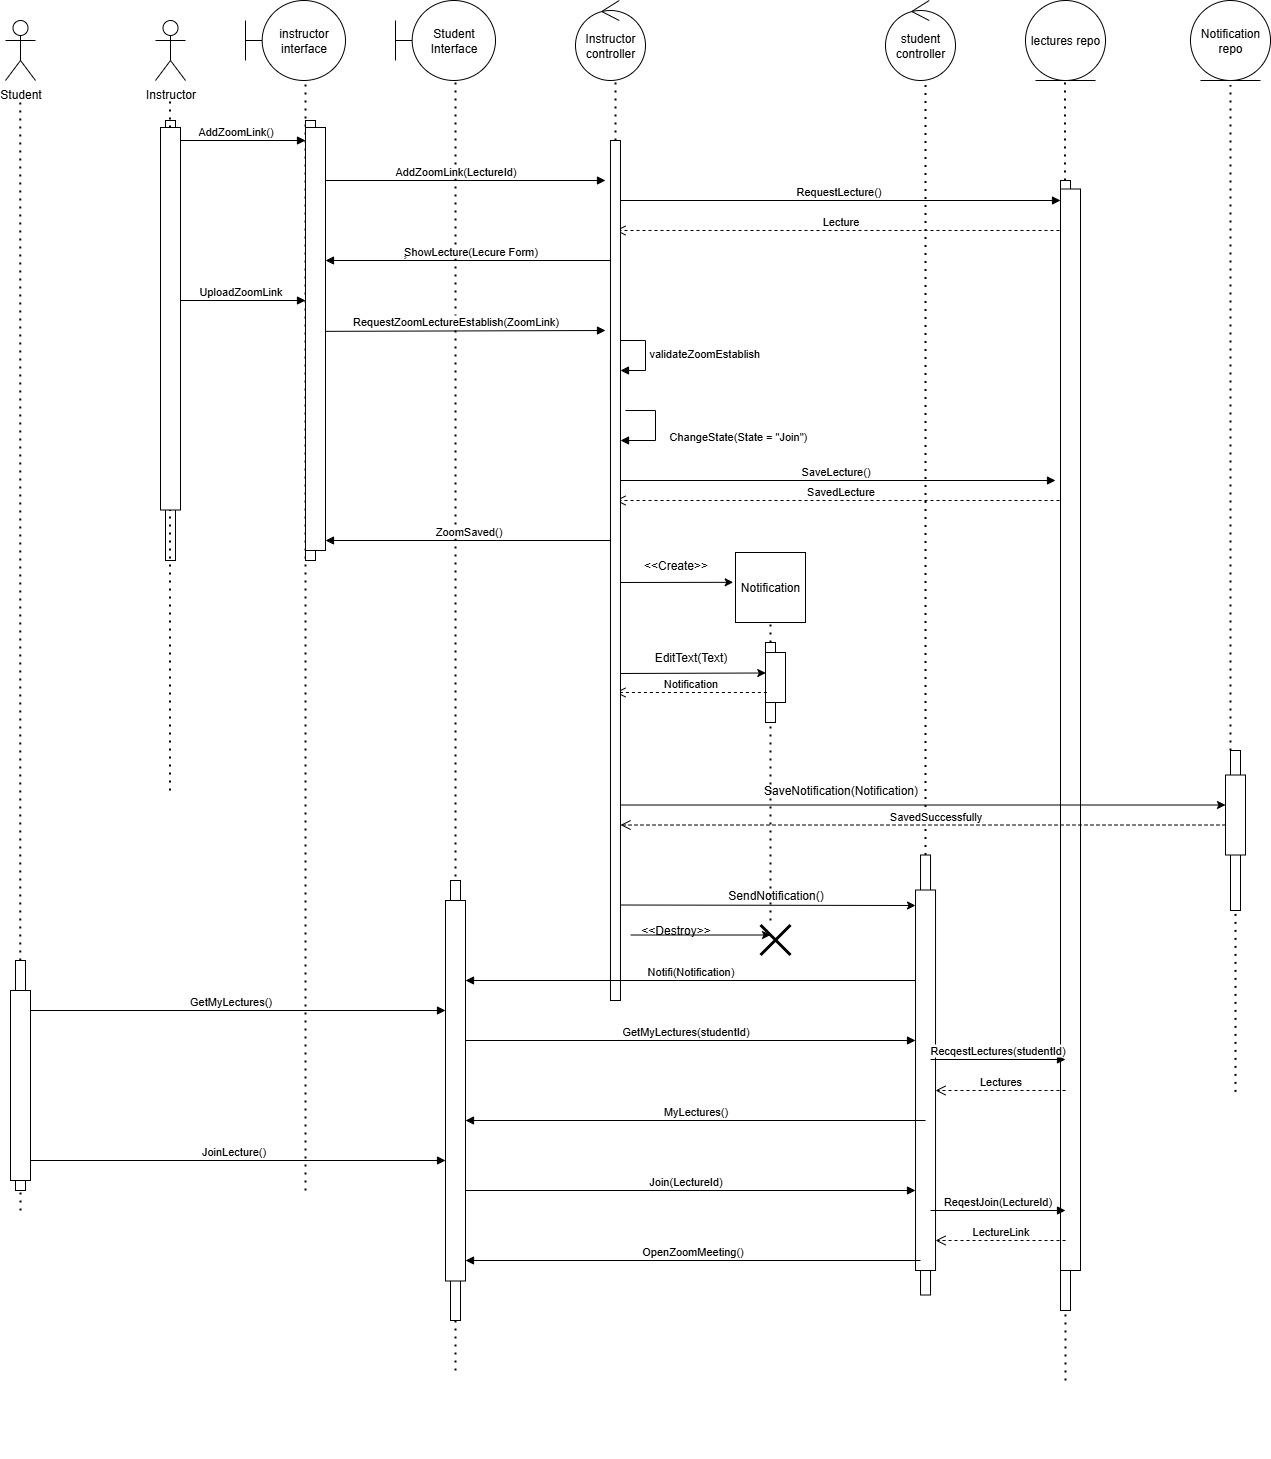 Student
Instructor
instructor
interface
Student
Interface
Instructor
controller
student
controller
lectures repo
Notification
repo
AddZoomLink()
AddZoomLink(LectureId)
RequestLecture()
Lecture
ShowLecture(Lecure Form)
UploadZoomLink
RequestZoomLectureEstablish(ZoomLink)
validateZoomEstablish
ChangeState(State = "Join")
SaveLecture()
SavedLecture
ZoomSaved()
<<Create>>
Notification
EditText(Text)
Notification
SaveNotification(Notification)
SavedSuccessfully
SendNotification()
<<Destroy>>
Notifi(Notification)
GetMyLectures()
GetMyLectures(studentId)
RecqestLectures(studentId)
Lectures
MyLectures()
JoinLecture()
Join(LectureId)
ReqestJoin(LectureId)
LectureLink
OpenZoomMeeting()